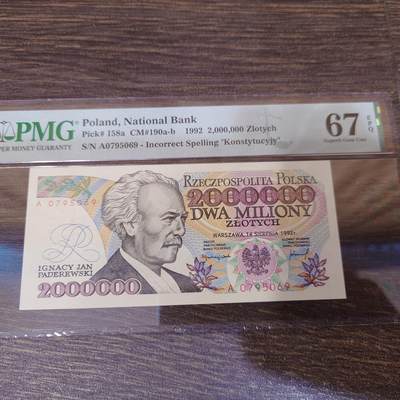 PMG
PAPER MONEY GUARANTY
Poland, National Bank
Pick# 158a CM#190a-b 1992 2,000,000 Złotych
S/N A0795069 - Incorrect Spelling "Konstytucyjy"
67
EPQ
Superb Gem Unc
RZECZPOSPOLITA POLSKA
2000000
DWA MILIONY
ZŁOTYCH
WARSZAWA, 14 SIERPNIA 1992 r.
A 0795069
IGNACY JAN
PADEREWSKI
2000000
A 0795069